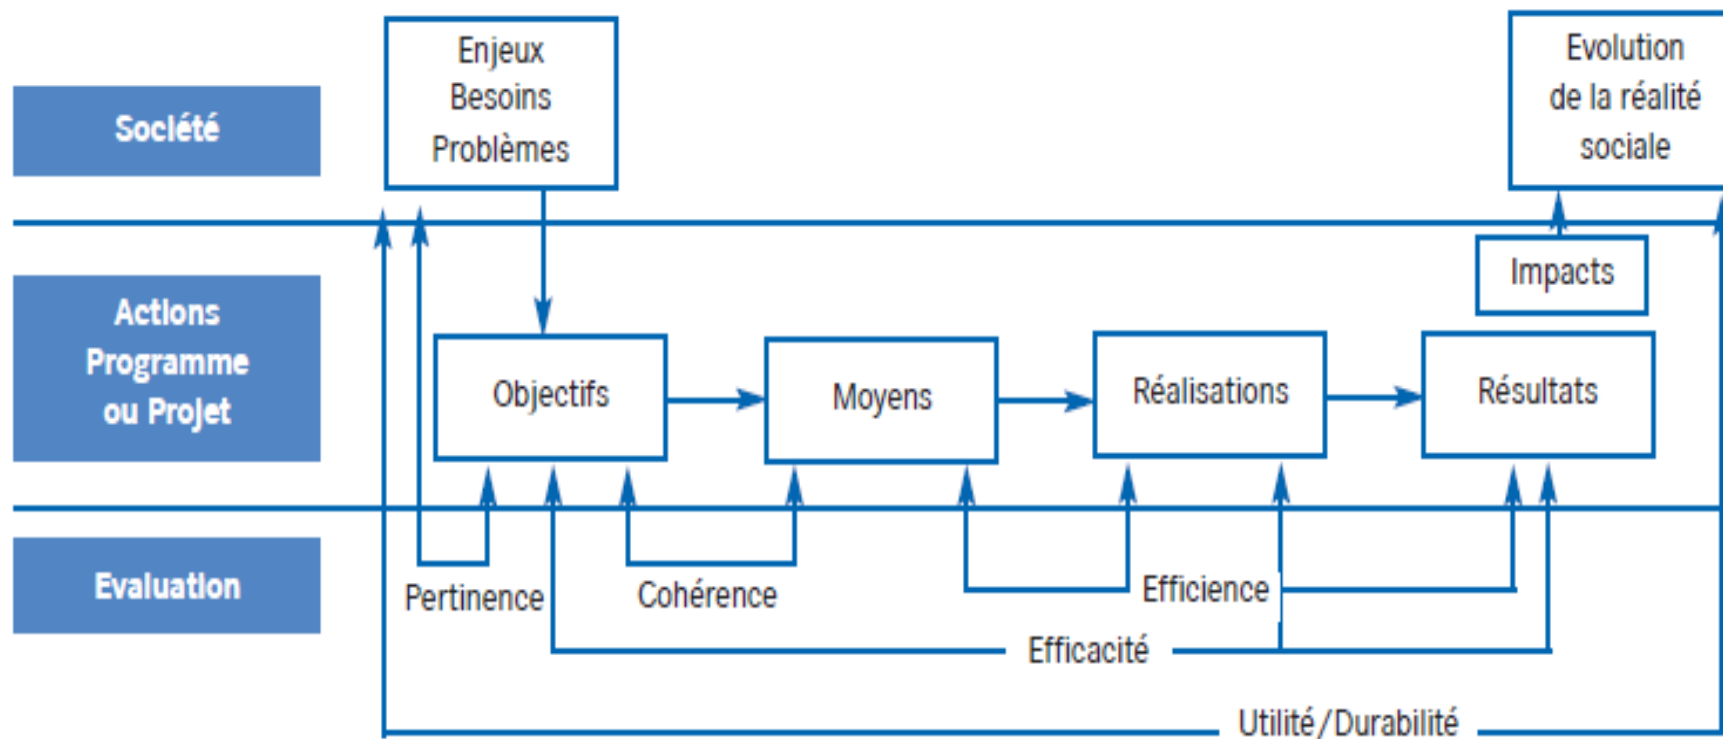 Enjeux
Besoins
Problèmes
Evolution
de la réalité
sociale
Société
Impacts
Actions
Programme
ou Projet
Objectifs
Moyens
Réalisations
Résultats
Evaluation
Pertinence
Cohérence
Efficience
Efficacité
Utilité/Durabilité